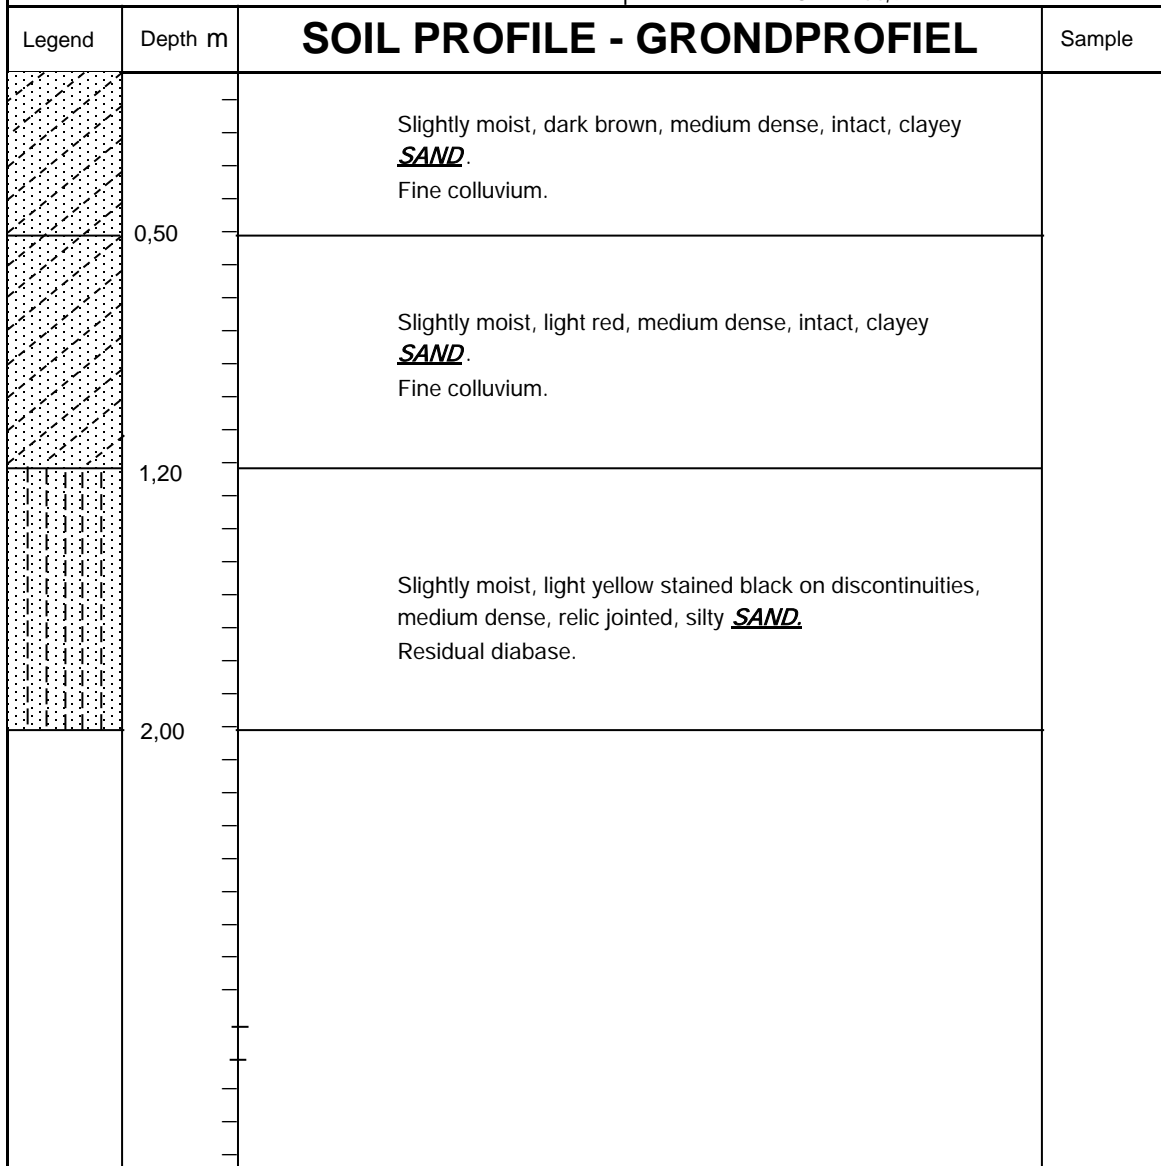 Legend Depth m SOIL PROFILE - GRONDPROFIEL Sample
Slightly moist, dark brown, medium dense, intact, clayey
SAND.
Fine colluvium.
0,50
Slightly moist, light red, medium dense, intact, clayey
SAND.
Fine colluvium.
1,20
Slightly moist, light yellow stained black on discontinuities,
medium dense, relic jointed, silty SAND.
Residual diabase.
2,00